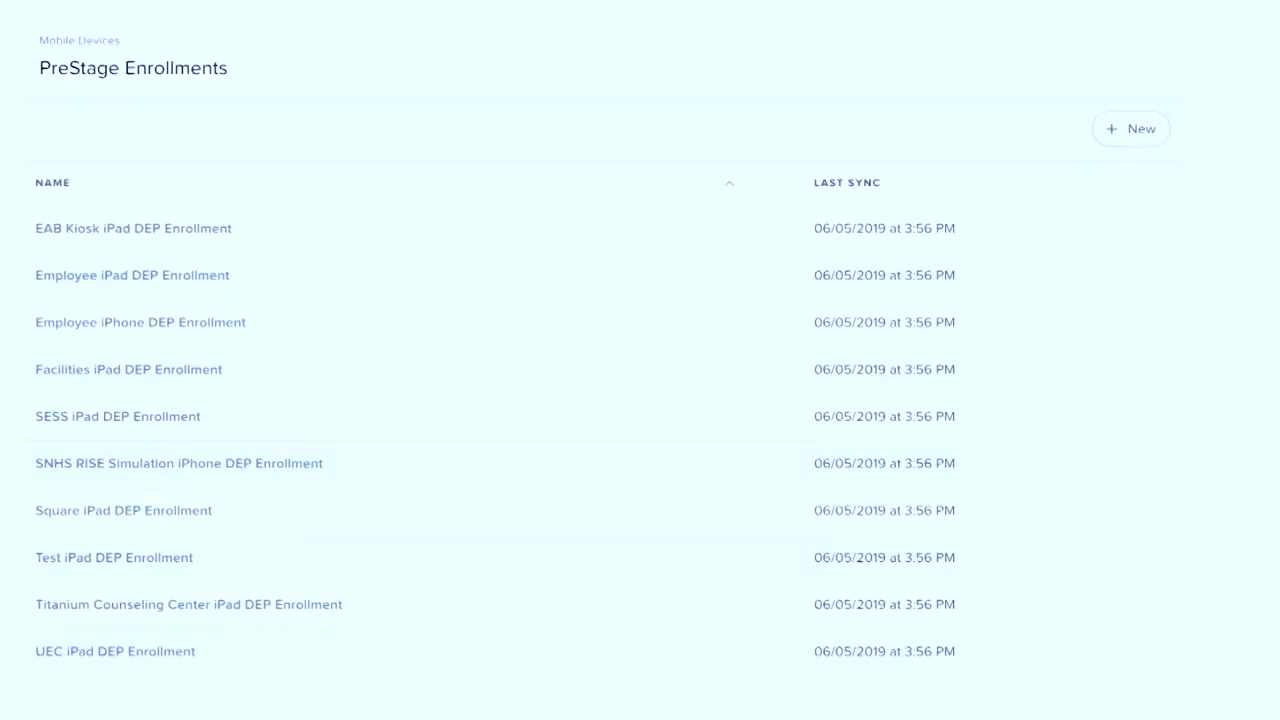 Mobile Devices
PreStage Enrollments
+ New
NAME LAST SYNC
EAB Kiosk iPad DEP Enrollment 06/05/2019 at 3:56 PM
Employee iPad DEP Enrollment 06/05/2019 at 3:56 PM
Employee iPhone DEP Enrollment 06/05/2019 at 3:56 PM
Facilities iPad DEP Enrollment 06/05/2019 at 3:56 PM
SESS iPad DEP Enrollment 06/05/2019 at 3:56 PM
SNHS RISE Simulation iPhone DEP Enrollment 06/05/2019 at 3:56 PM
Square iPad DEP Enrollment 06/05/2019 at 3:56 PM
Test iPad DEP Enrollment 06/05/2019 at 3:56 PM
Titanium Counseling Center iPad DEP Enrollment 06/05/2019 at 3:56 PM
UEC iPad DEP Enrollment 06/05/2019 at 3:56 PM